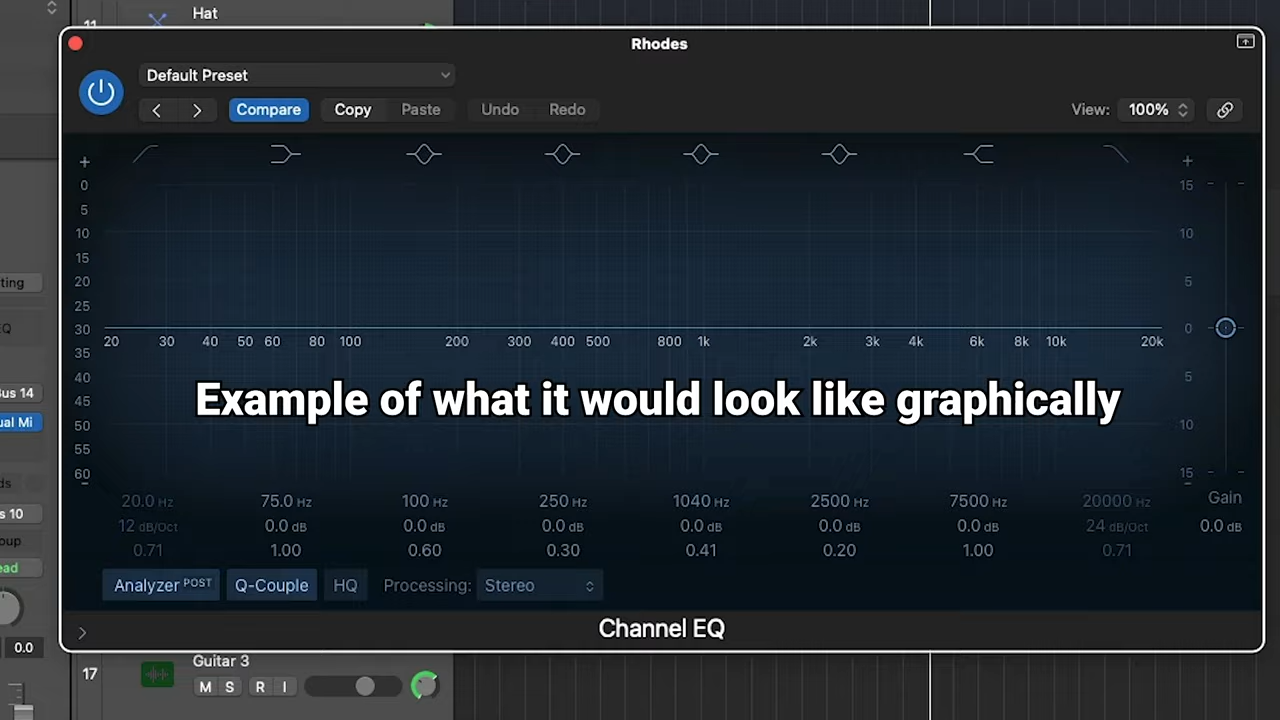 11
Hat
Rhodes
Default Preset
Compare
Copy
Paste
Undo
Redo
View:
100%
+ +
0 15
5
10 10
15
20 5
25
30 0
20 30 40 50 60 80 100 200 300 400 500 800 1k 2k 3k 4k 6k 8k 10k 20k
35
40 5
45
50 10
55
60 15
Example of what it would look like graphically
20.0 Hz 75.0 Hz 100 Hz 250 Hz 1040 Hz 2500 Hz 7500 Hz 20000 Hz Gain
12 dB/Oct 0.0 dB 0.0 dB 0.0 dB 0.0 dB 0.0 dB 0.0 dB 24 dB/Oct 0.0 dB
0.71 1.00 0.60 0.30 0.41 0.20 1.00 0.71
Analyzer POST Q-Couple HQ Processing: Stereo
Channel EQ
ting
Q
us 14
ual Mi
ds
s 10
oup
ead
0.0
17
Guitar 3
M S R I